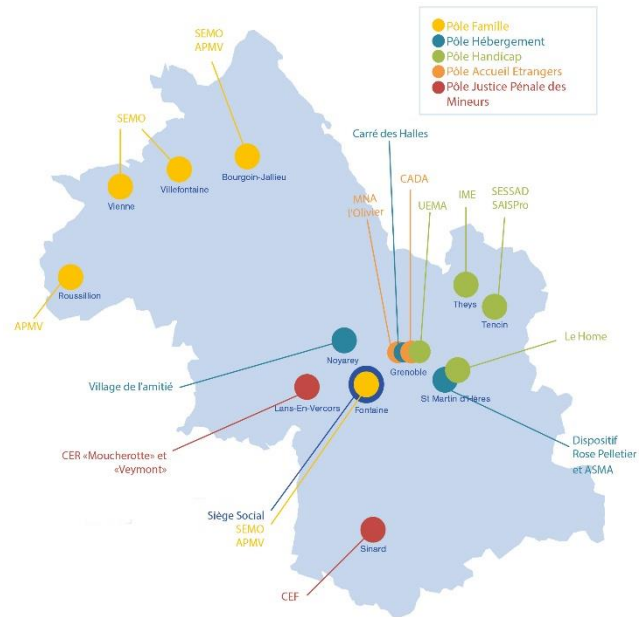 SEMO
APMV
Pôle Famille
Pôle Hébergement
Pôle Handicap
Pôle Accueil Etrangers
Pôle Justice Pénale des
Mineurs
SEMO
Carré des Halles
Bourgoin-Jallieu
Villefontaine
Vienne
MNA
l'Olivier
CADA
UEMA
IME
SESSAD
SAISPro
Roussillion
APMV
Theys
Tencin
Noyarey
Grenoble
Le Home
Village de l'amitié
Lans-En-Vercors
Fontaine
St Martin d'Hères
CER «Moucherotte» et
«Veymont»
Dispositif
Rose Pelletier
et ASMA
Siège Social
SEMO
APMV
Sinard
CEF